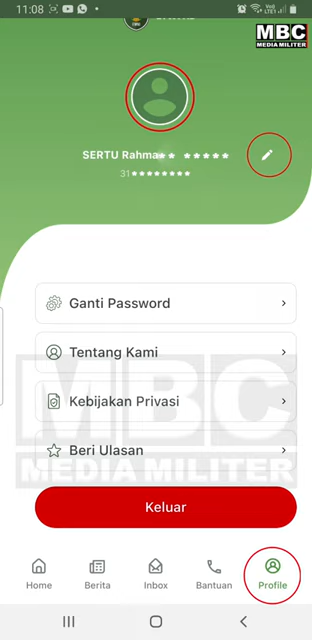 11:08
MBC
MEDIA MILITER
SERTU Rahma** *****
31********
Ganti Password
Tentang Kami
Kebijakan Privasi
Beri Ulasan
MBC
MEDIA MILITER
Keluar
Home
Berita
Inbox
Bantuan
Profile